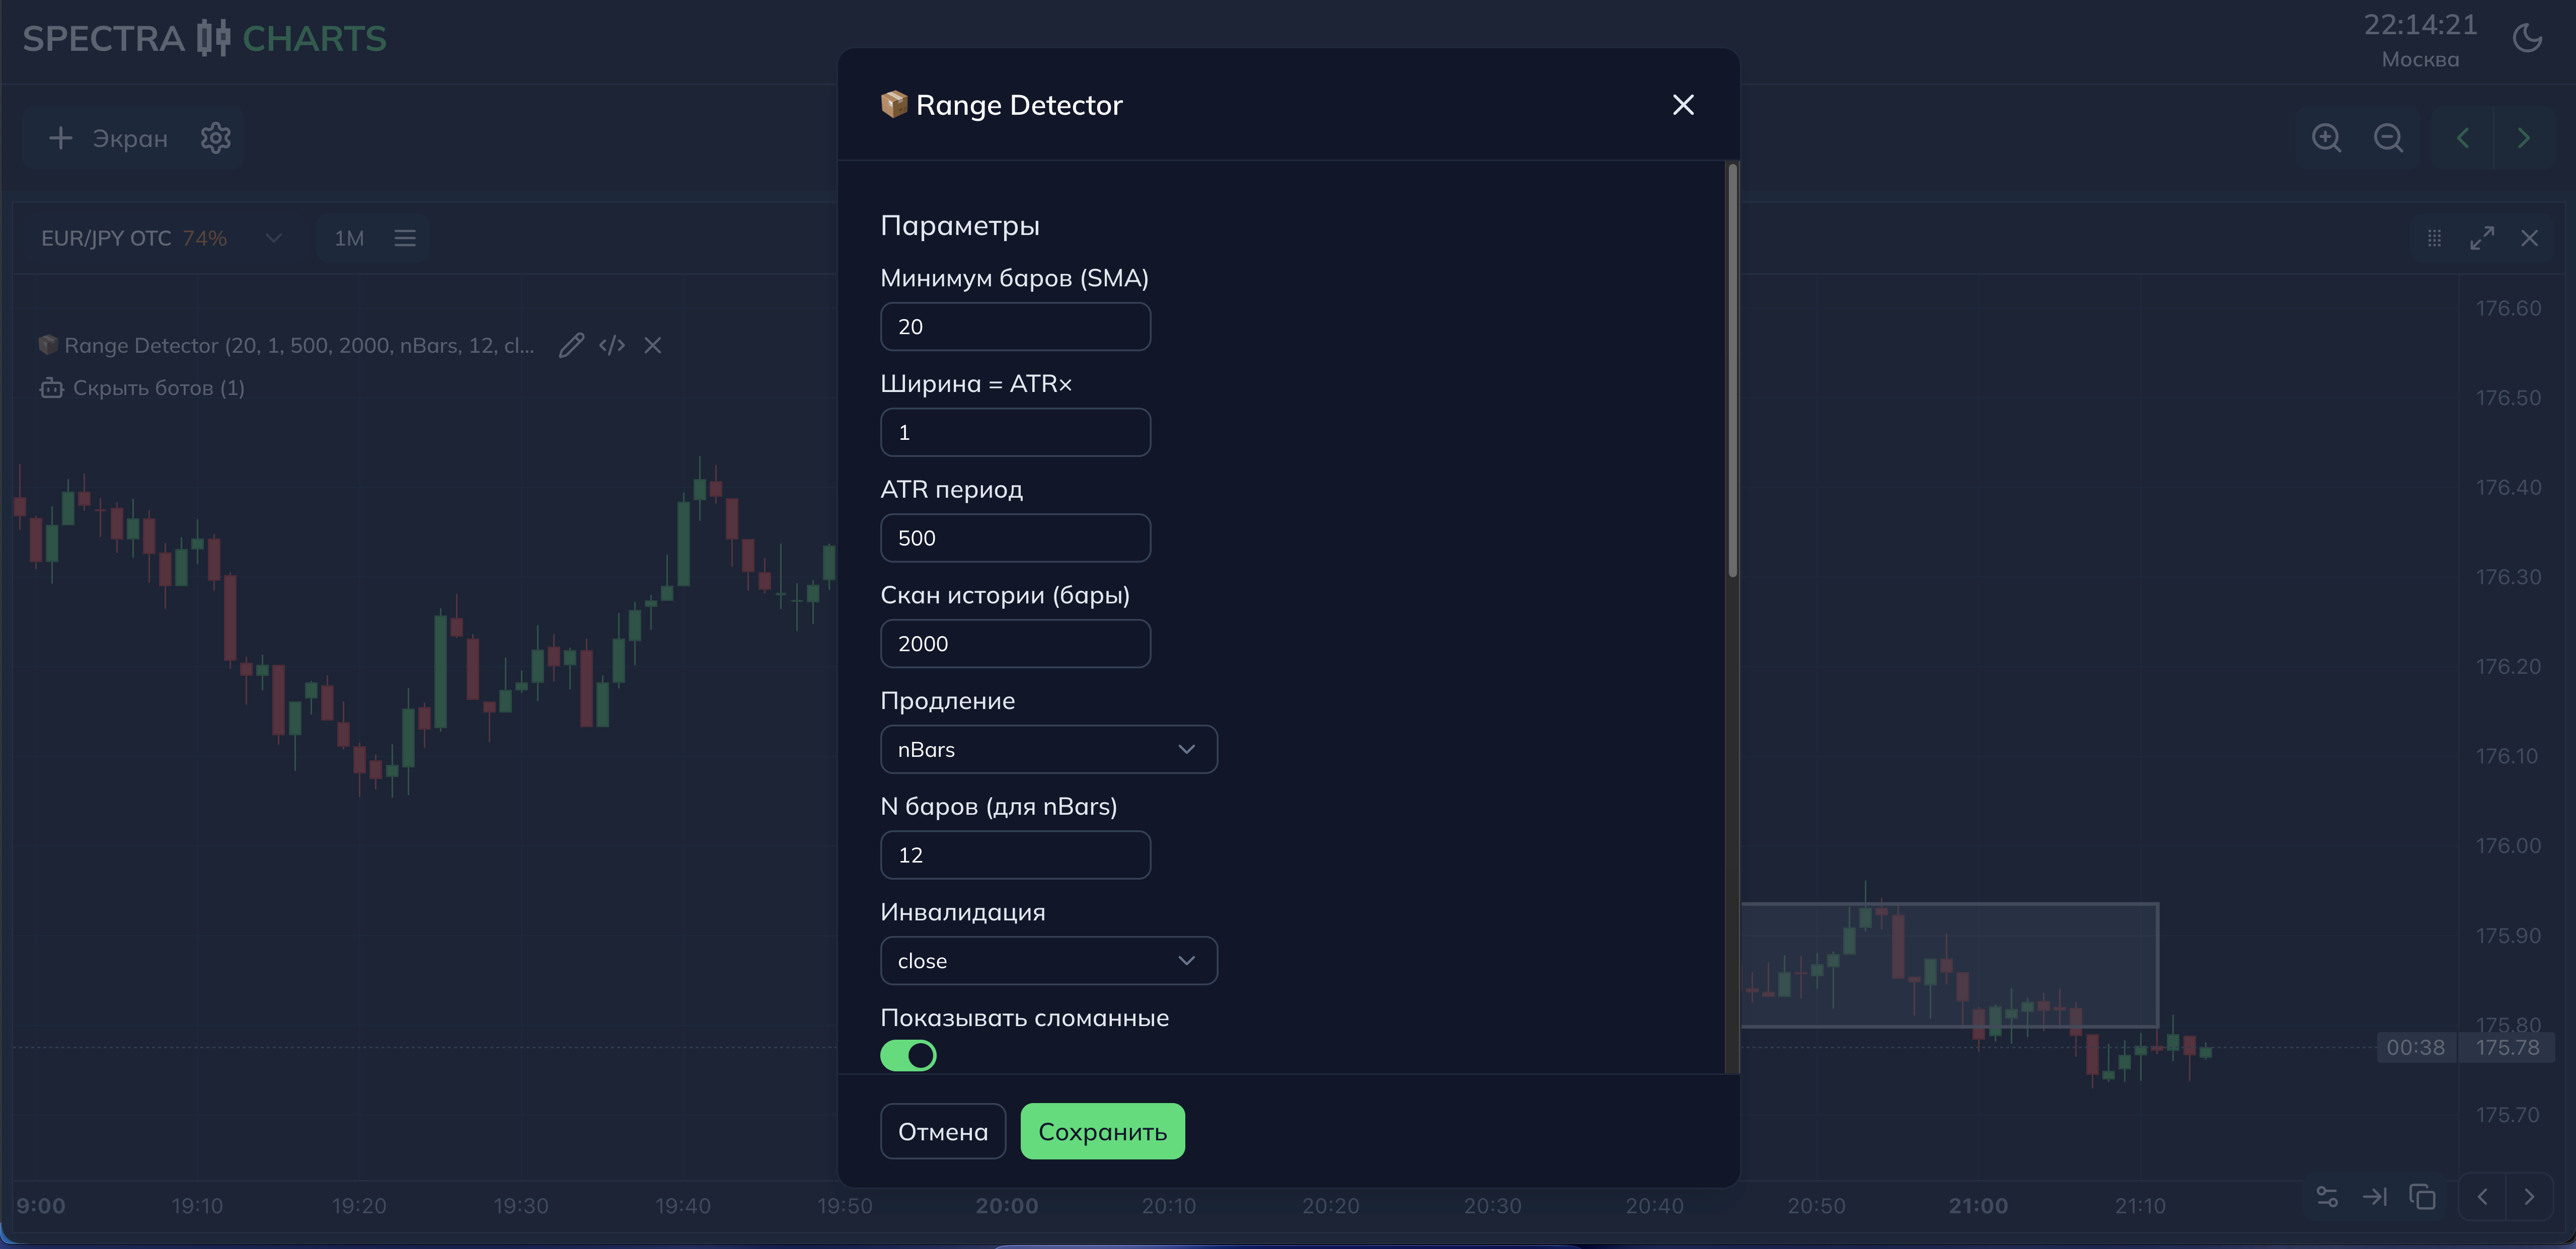 SPECTRA CHARTS
22:14:21
Москва
Экран
EUR/JPY OTC 74%
1M
Range Detector (20, 1, 500, 2000, nBars, 12, cl...
Скрыть ботов (1)
Range Detector
Параметры
Минимум баров (SMA)
20
Ширина = ATR×
1
ATR период
500
Скан истории (бары)
2000
Продление
nBars
N баров (для nBars)
12
Инвалидация
close
Показывать сломанные
Отмена
Сохранить
176.60
176.50
176.40
176.30
176.20
176.10
176.00
175.90
175.80
00:38 175.78
175.70
9:00 19:10 19:20 19:30 19:40 19:50 20:00 20:10 20:20 20:30 20:40 20:50 21:00 21:10